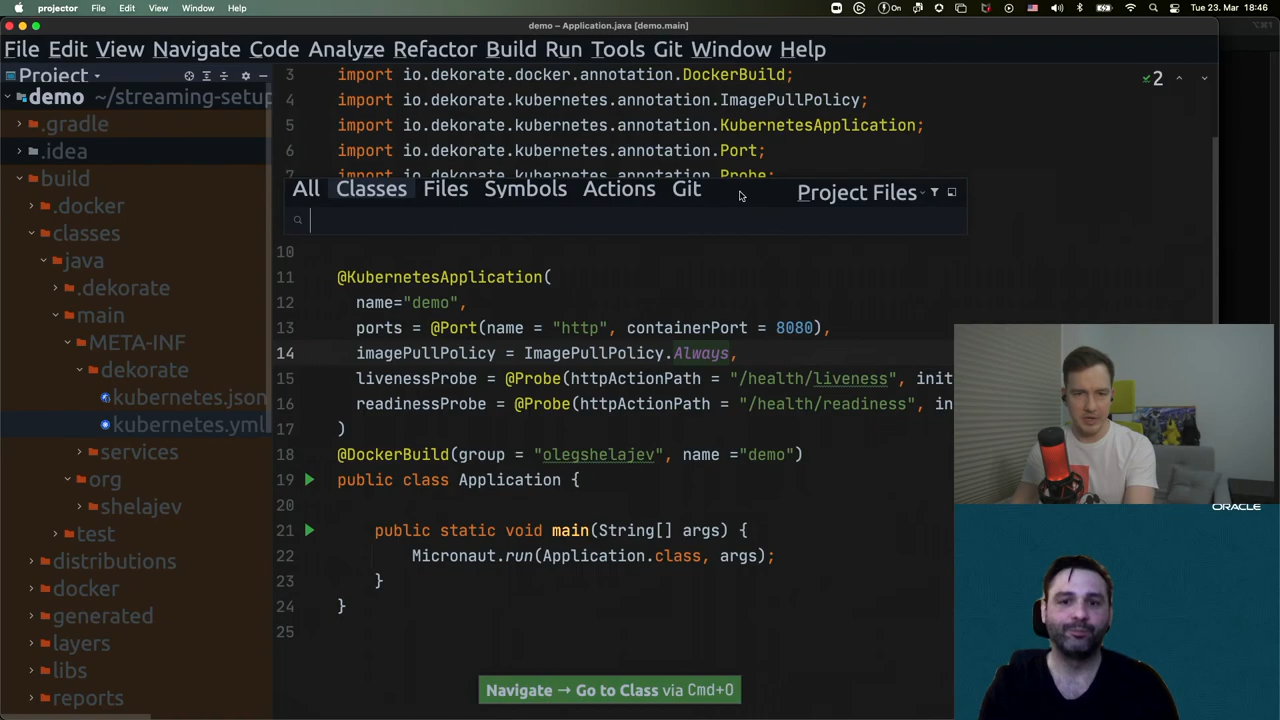 projector File Edit View Window Help Tue 23. Mar 18:46
demo – Application.java [demo.main]
File Edit View Navigate Code Analyze Refactor Build Run Tools Git Window Help
Project
demo ~/streaming-setup
.gradle
.idea
build
.docker
classes
java
.dekorate
main
META-INF
dekorate
kubernetes.json
kubernetes.yml
services
org
shelajev
test
distributions
docker
generated
layers
libs
reports
3 import io.dekorate.docker.annotation.DockerBuild;
4 import io.dekorate.kubernetes.annotation.ImagePullPolicy;
5 import io.dekorate.kubernetes.annotation.KubernetesApplication;
6 import io.dekorate.kubernetes.annotation.Port;
7 import io.dekorate.kubernetes.annotation.Probe;
2
All Classes Files Symbols Actions Git Project Files
10
11 @KubernetesApplication(
12 name="demo",
13 ports = @Port(name = "http", containerPort = 8080),
14 imagePullPolicy = ImagePullPolicy.Always,
15 livenessProbe = @Probe(httpActionPath = "/health/liveness", init
16 readinessProbe = @Probe(httpActionPath = "/health/readiness", in
17 )
18 @DockerBuild(group = "olegshelajev", name ="demo")
19 public class Application {
20
21 public static void main(String[] args) {
22 Micronaut.run(Application.class, args);
23 }
24 }
25
Navigate → Go to Class via Cmd+O
ORACLE